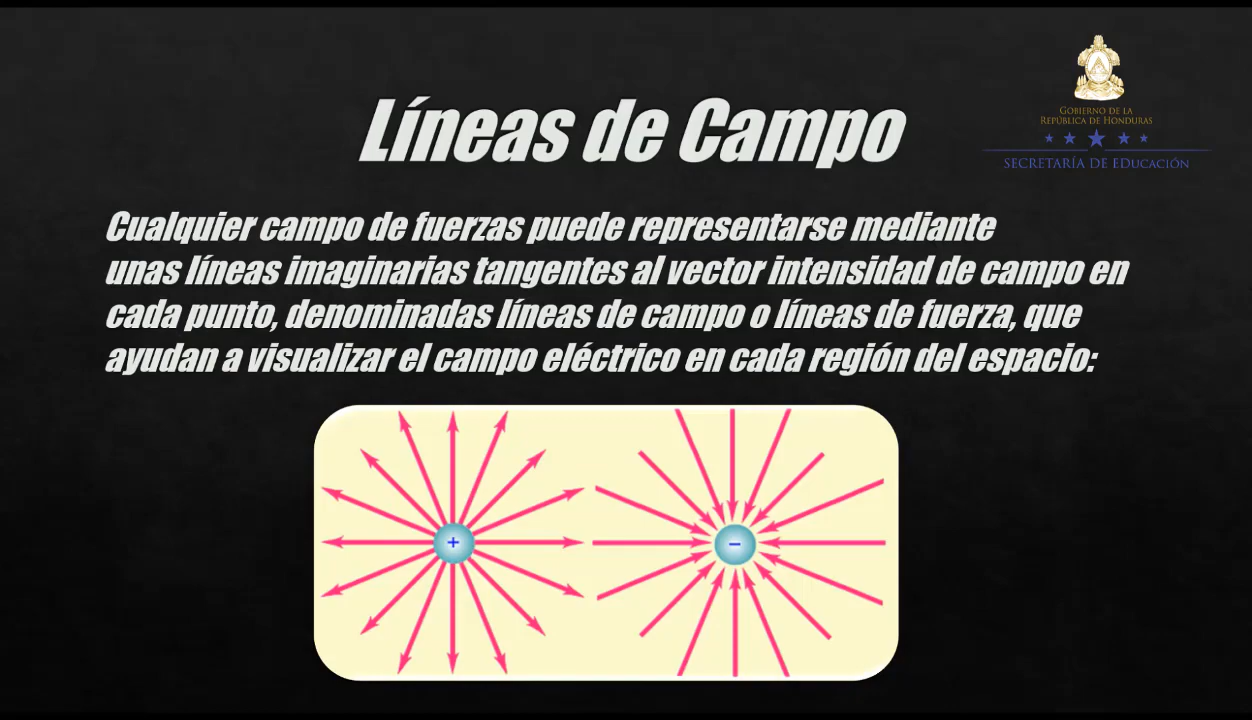 Líneas de Campo
GOBIERNO DE LA
REPÚBLICA DE HONDURAS
SECRETARÍA DE EDUCACIÓN
Cualquier campo de fuerzas puede representarse mediante
unas líneas imaginarias tangentes al vector intensidad de campo en
cada punto, denominadas líneas de campo o líneas de fuerza, que
ayudan a visualizar el campo eléctrico en cada región del espacio:
+ −